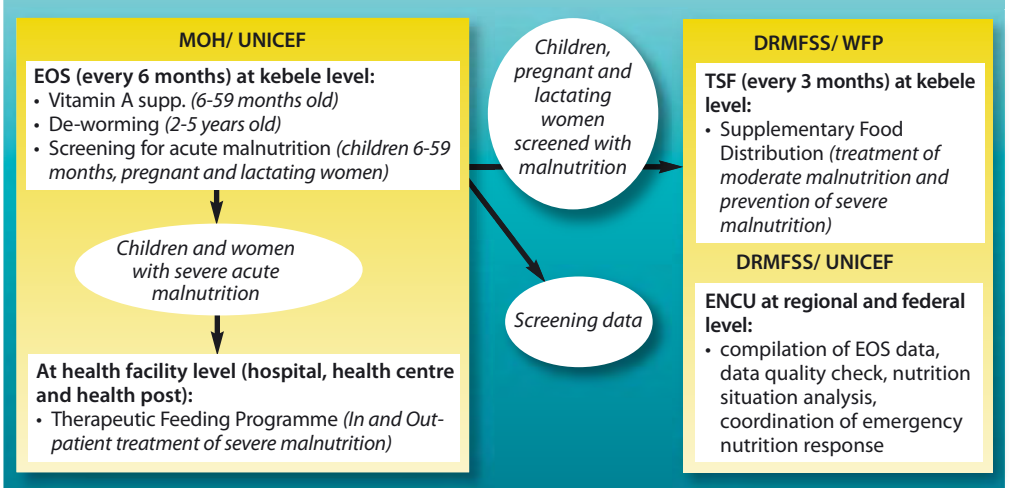 MOH/ UNICEF
EOS (every 6 months) at kebele level:
• Vitamin A supp. (6-59 months old)
• De-worming (2-5 years old)
• Screening for acute malnutrition (children 6-59
months, pregnant and lactating women)
Children and women
with severe acute
malnutrition
At health facility level (hospital, health centre
and health post):
• Therapeutic Feeding Programme (In and Out-
patient treatment of severe malnutrition)
Children,
pregnant and
lactating
women
screened with
malnutrition
Screening data
DRMFSS/ WFP
TSF (every 3 months) at kebele
level:
• Supplementary Food
Distribution (treatment of
moderate malnutrition and
prevention of severe
malnutrition)
DRMFSS/ UNICEF
ENCU at regional and federal
level:
• compilation of EOS data,
data quality check, nutrition
situation analysis,
coordination of emergency
nutrition response